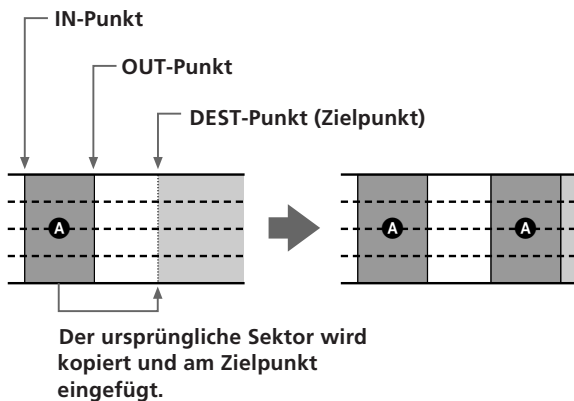 IN-Punkt
OUT-Punkt
DEST-Punkt (Zielpunkt)
A
A
A
Der ursprüngliche Sektor wird
kopiert und am Zielpunkt
eingefügt.